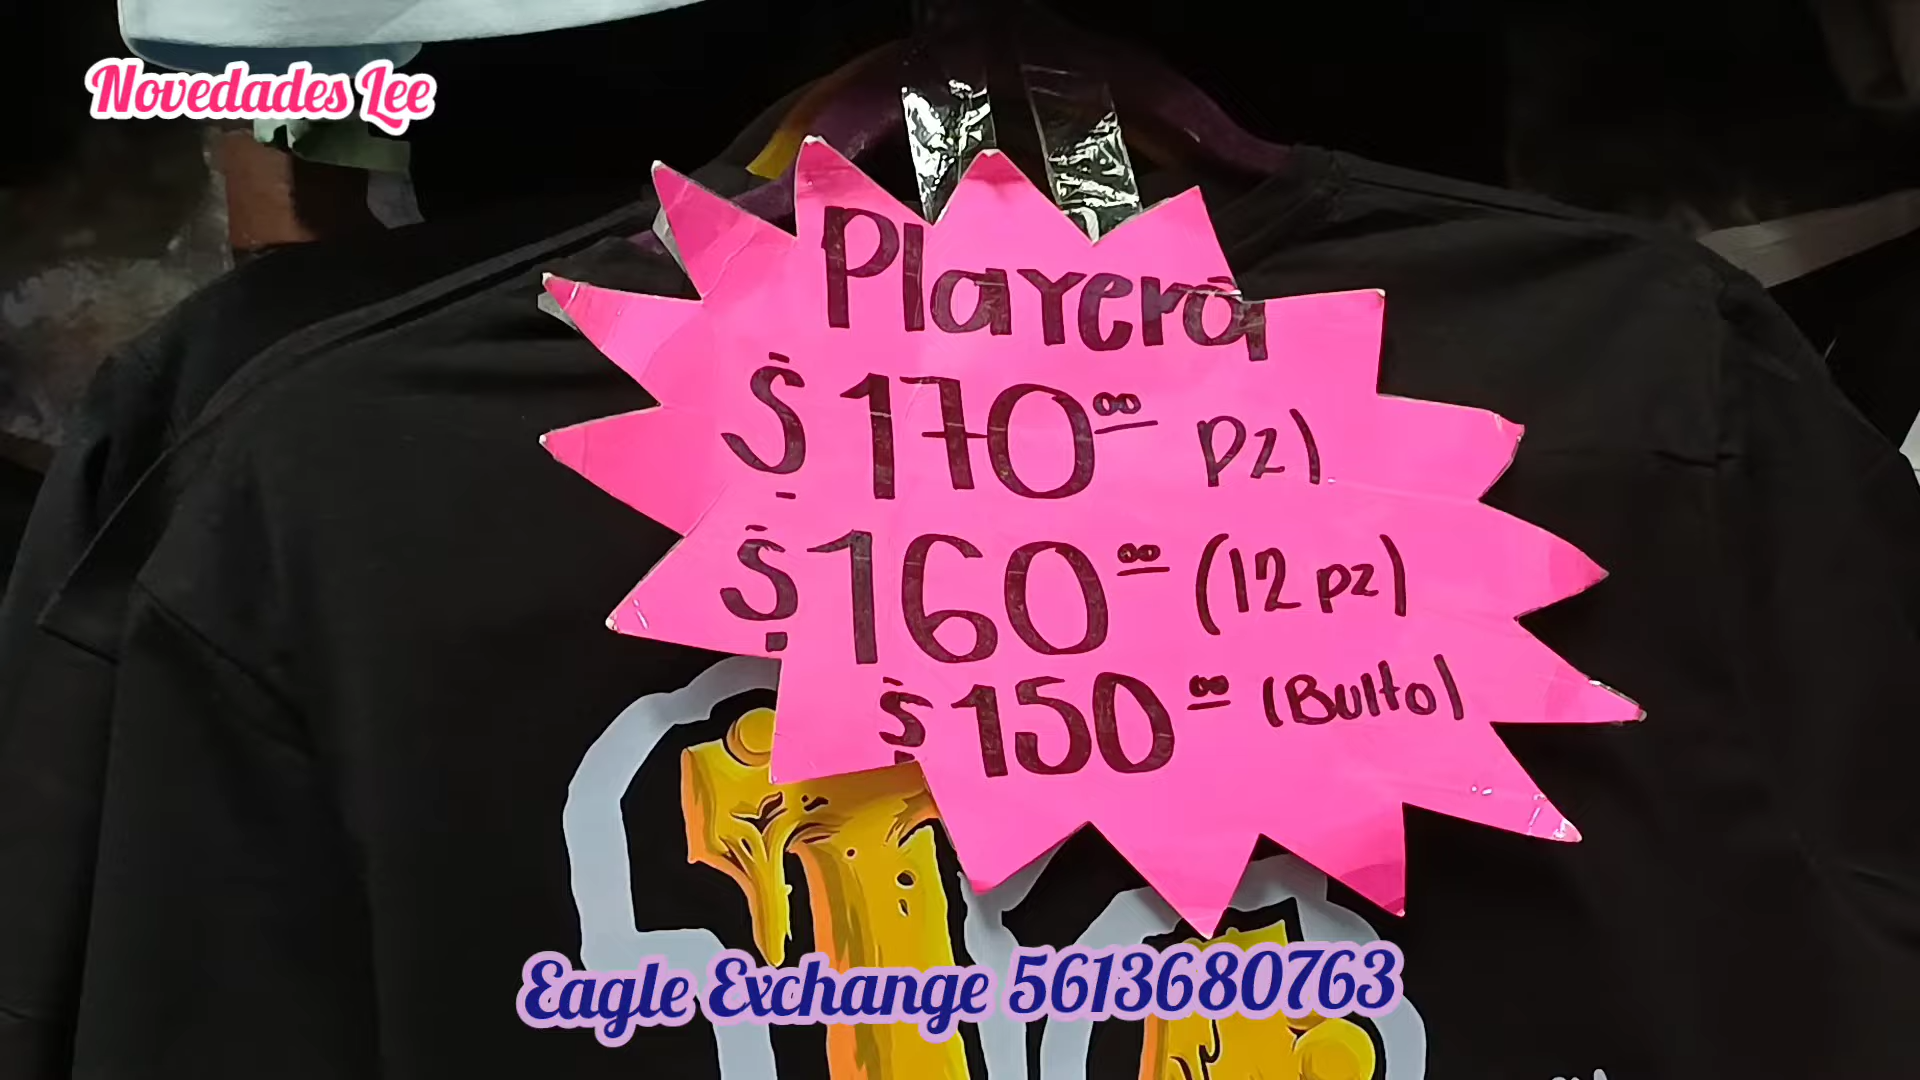 Novedades Lee
Playera
$170.00 pz)
$160.00 (12 pz)
$150.00 (Bulto)
Eagle Exchange 5613680763